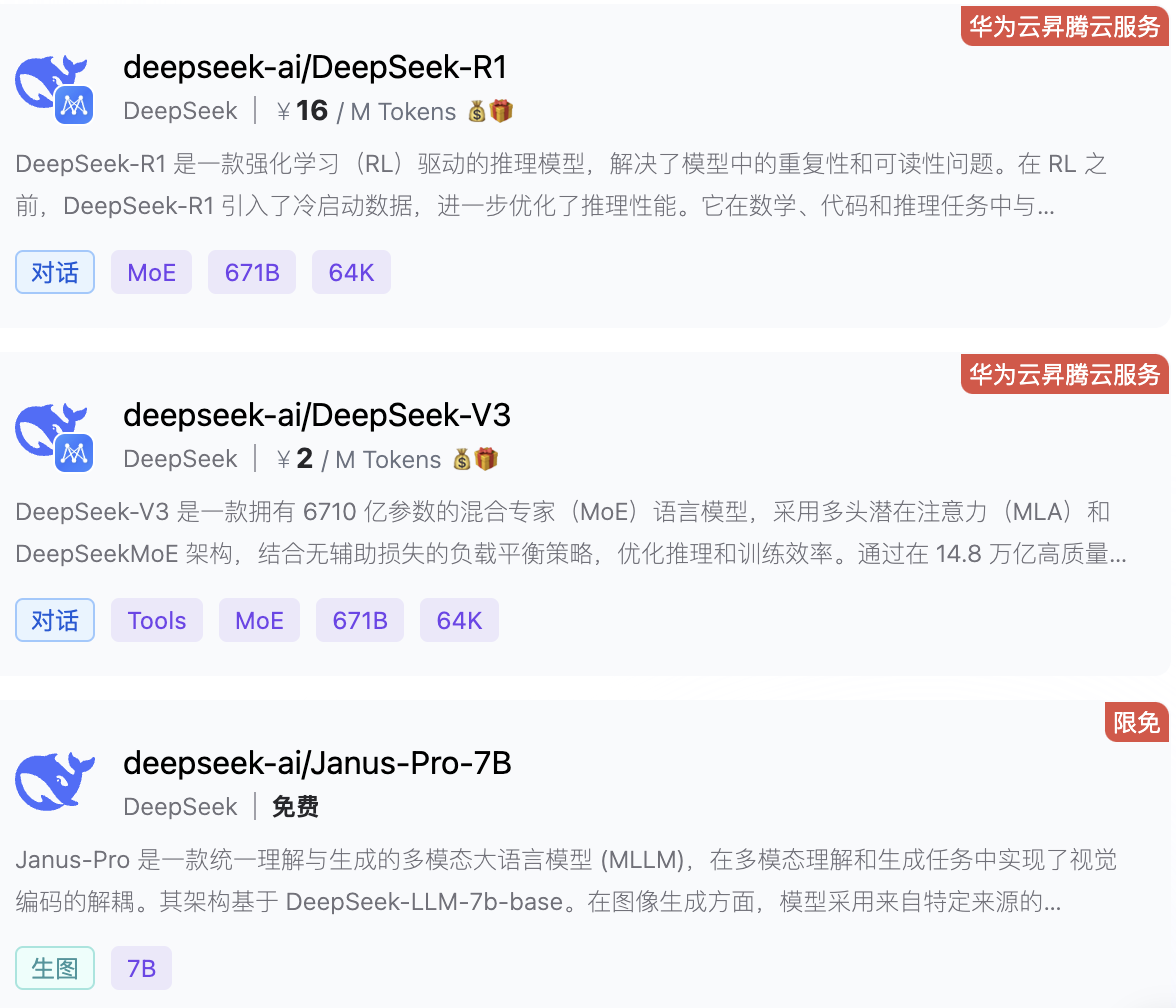 华为云昇腾云服务
deepseek-ai/DeepSeek-R1
DeepSeek | ¥ 16 / M Tokens 💰🎁
DeepSeek-R1 是一款强化学习（RL）驱动的推理模型，解决了模型中的重复性和可读性问题。在 RL 之
前，DeepSeek-R1 引入了冷启动数据，进一步优化了推理性能。它在数学、代码和推理任务中与...
对话 MoE 671B 64K
华为云昇腾云服务
deepseek-ai/DeepSeek-V3
DeepSeek | ¥ 2 / M Tokens 💰🎁
DeepSeek-V3 是一款拥有 6710 亿参数的混合专家（MoE）语言模型，采用多头潜在注意力（MLA）和
DeepSeekMoE 架构，结合无辅助损失的负载平衡策略，优化推理和训练效率。通过在 14.8 万亿高质量...
对话 Tools MoE 671B 64K
限免
deepseek-ai/Janus-Pro-7B
DeepSeek | 免费
Janus-Pro 是一款统一理解与生成的多模态大语言模型 (MLLM)，在多模态理解和生成任务中实现了视觉
编码的解耦。其架构基于 DeepSeek-LLM-7b-base。在图像生成方面，模型采用来自特定来源的...
生图 7B